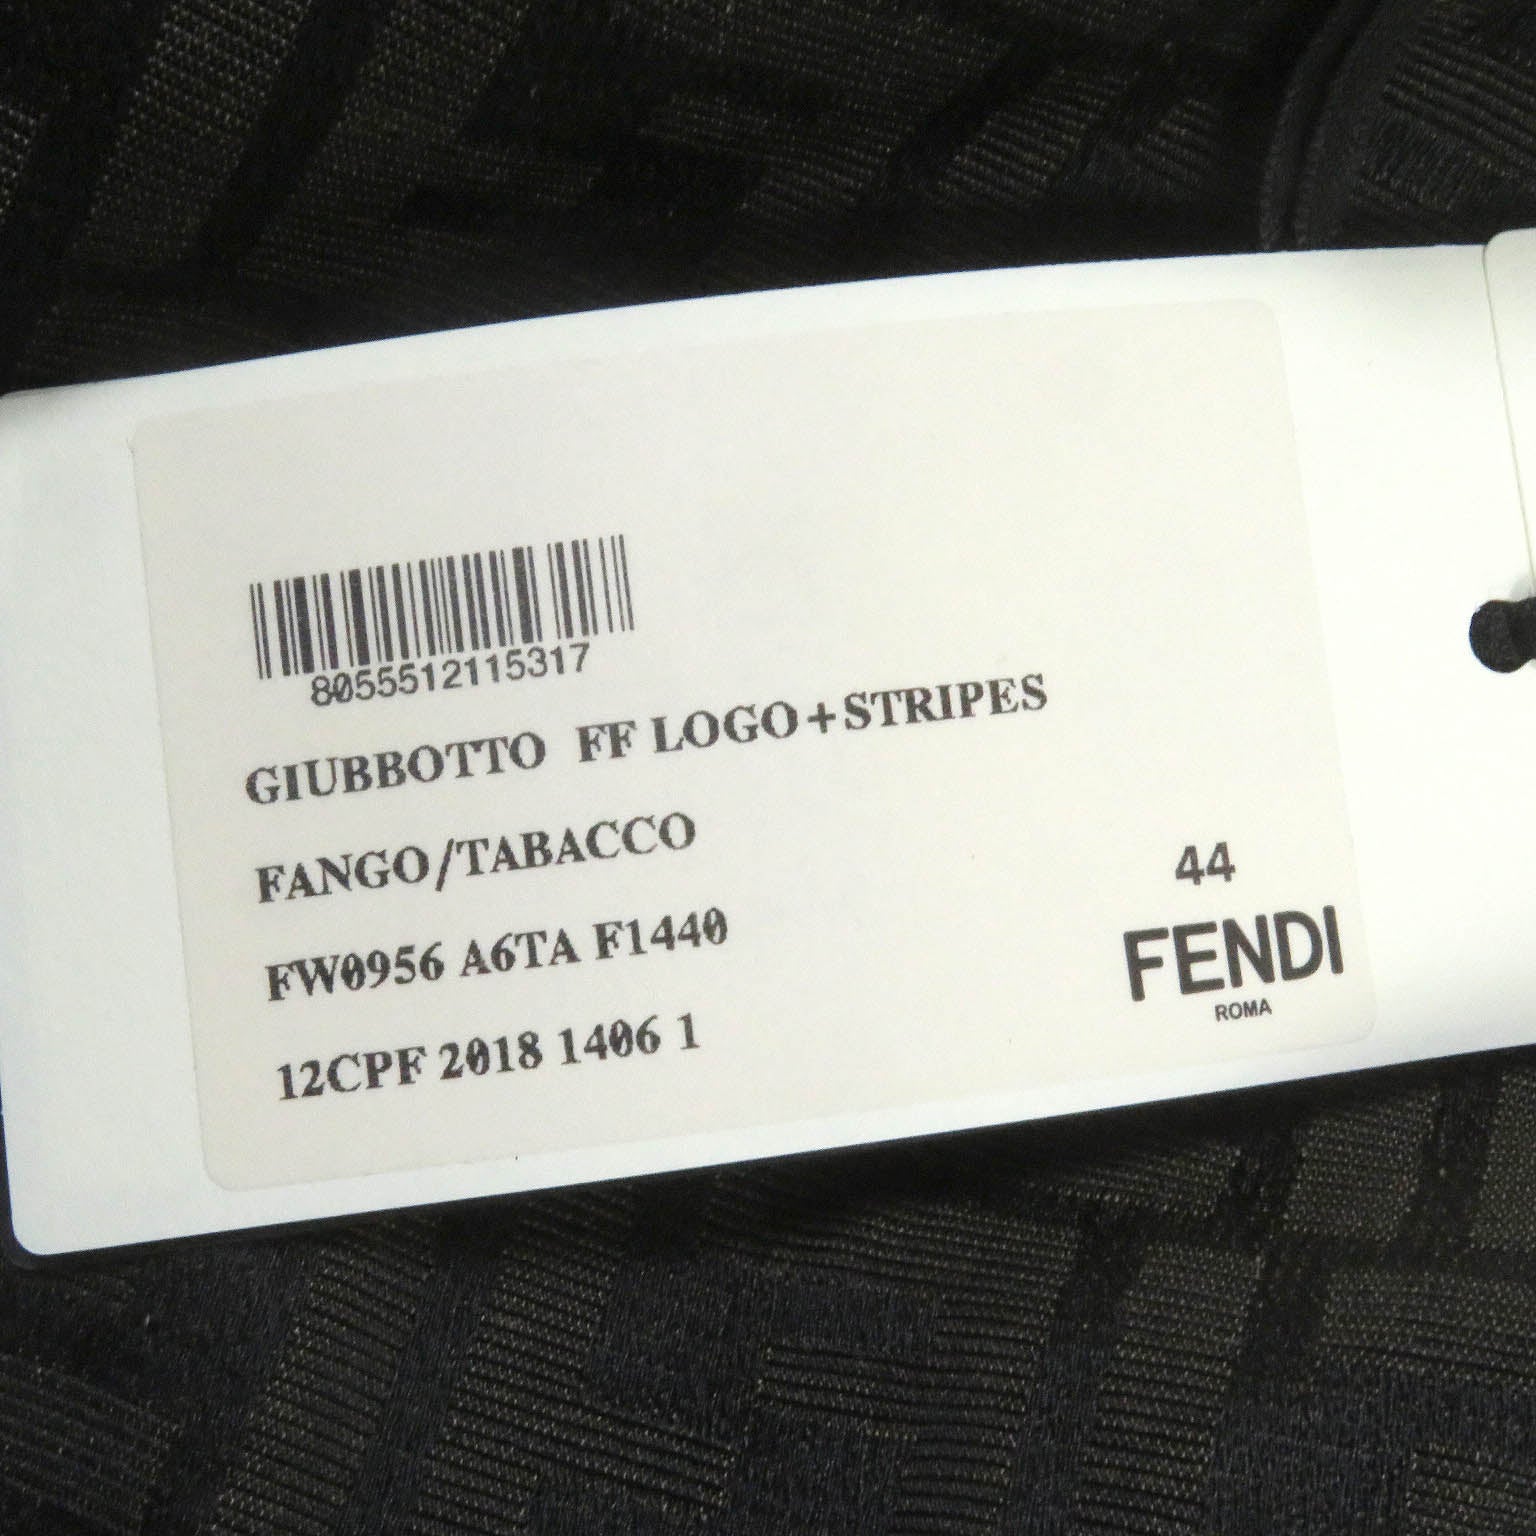 8055512115317
GIUBBOTTO FF LOGO+STRIPES
FANGO/TABACCO
FW0956 A6TA F1440
12CPF 2018 1406 1
44
FENDI
ROMA